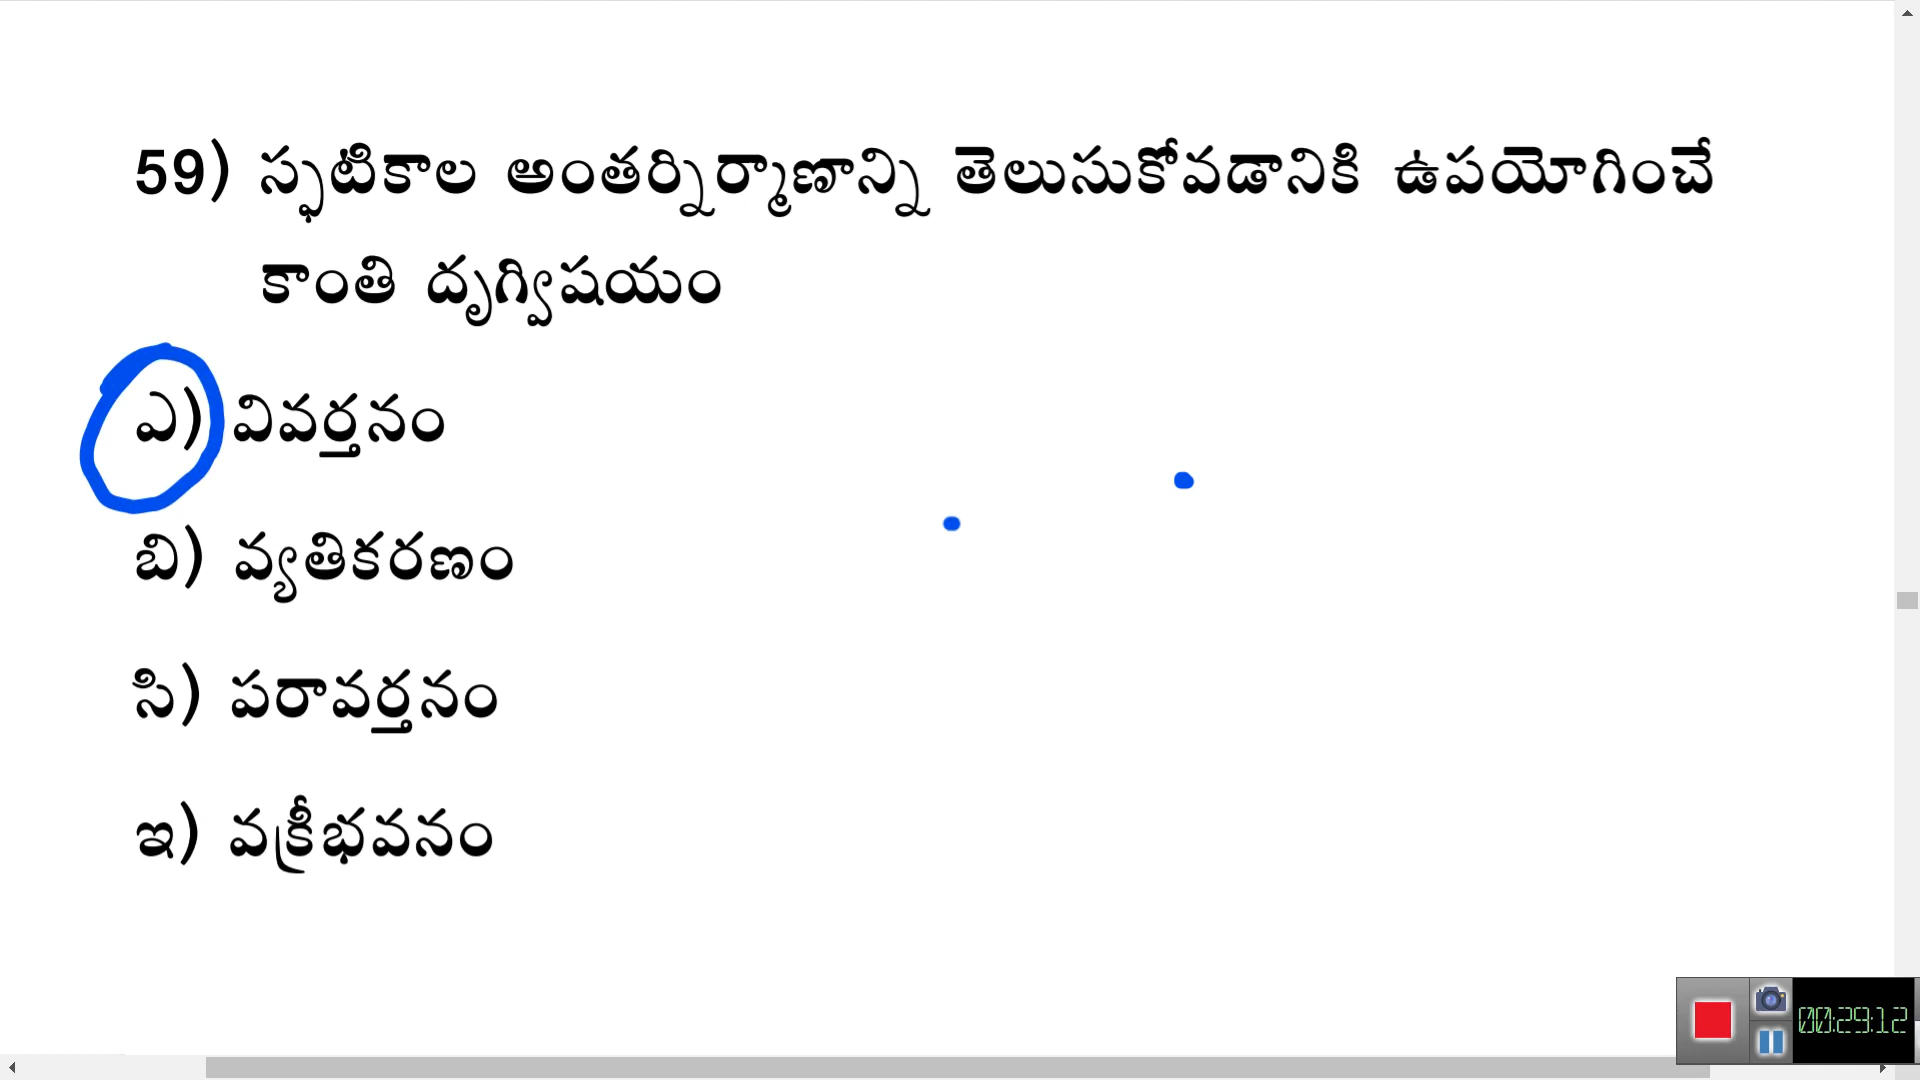 59) స్ఫటికాల అంతర్నిర్మాణాన్ని తెలుసుకోవడానికి ఉపయోగించే
కాంతి దృగ్విషయం
ఎ) వివర్తనం
బి) వ్యతికరణం
సి) పరావర్తనం
ఇ) వక్రీభవనం
00:29:12